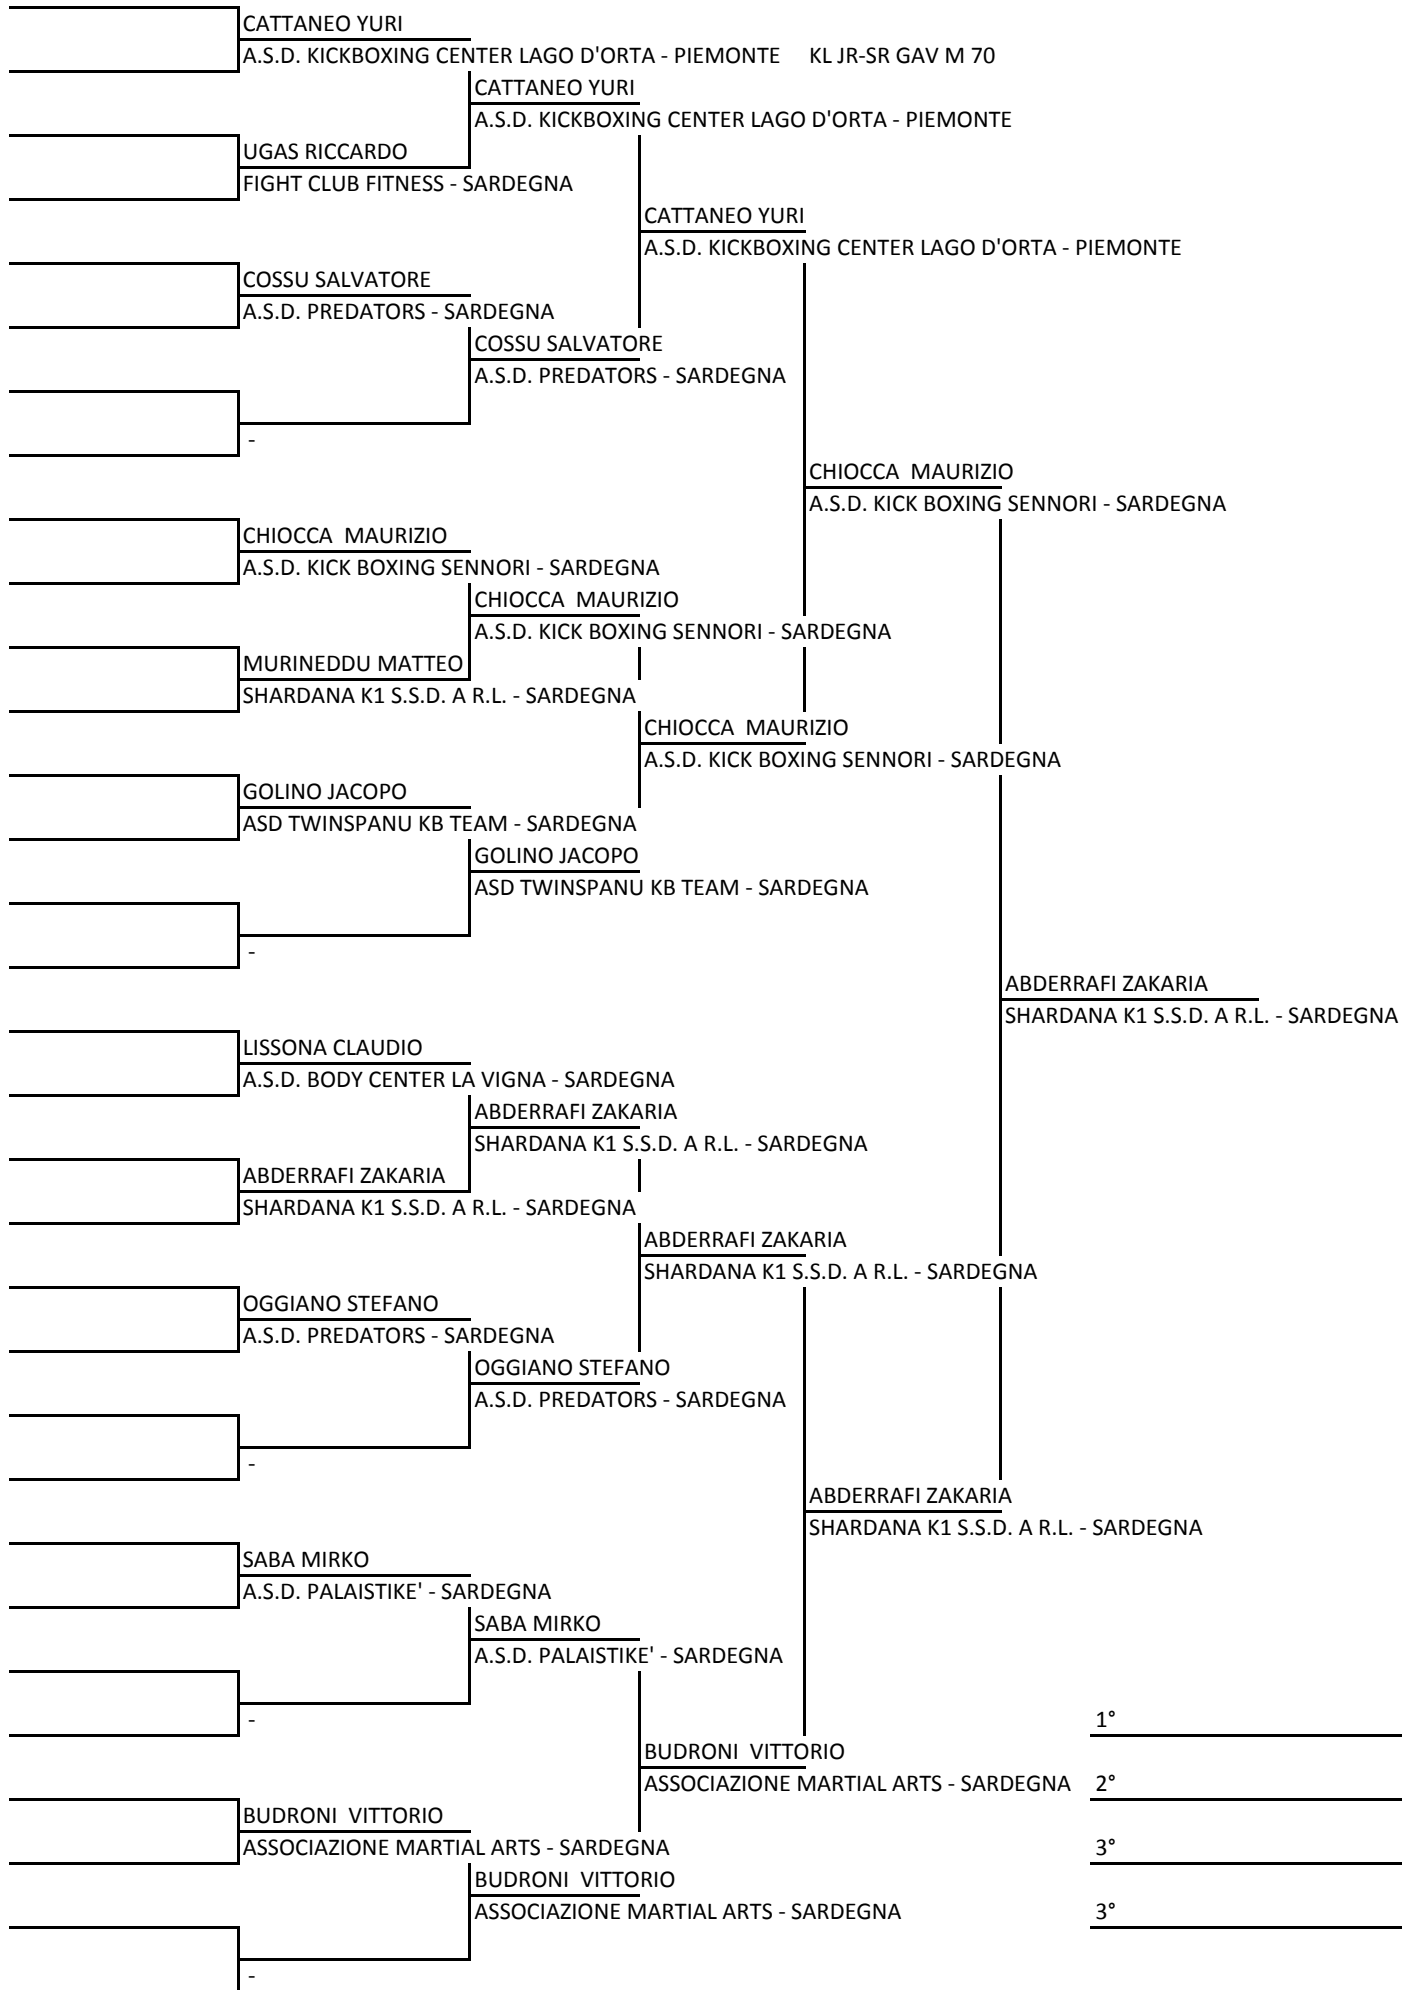 CATTANEO YURI
A.S.D. KICKBOXING CENTER LAGO D'ORTA - PIEMONTE KL JR-SR GAV M 70
CATTANEO YURI
A.S.D. KICKBOXING CENTER LAGO D'ORTA - PIEMONTE
UGAS RICCARDO
FIGHT CLUB FITNESS - SARDEGNA
CATTANEO YURI
A.S.D. KICKBOXING CENTER LAGO D'ORTA - PIEMONTE
COSSU SALVATORE
A.S.D. PREDATORS - SARDEGNA
COSSU SALVATORE
A.S.D. PREDATORS - SARDEGNA
-
CHIOCCA  MAURIZIO
A.S.D. KICK BOXING SENNORI - SARDEGNA
CHIOCCA  MAURIZIO
A.S.D. KICK BOXING SENNORI - SARDEGNA
CHIOCCA  MAURIZIO
A.S.D. KICK BOXING SENNORI - SARDEGNA
MURINEDDU MATTEO
SHARDANA K1 S.S.D. A R.L. - SARDEGNA
CHIOCCA  MAURIZIO
A.S.D. KICK BOXING SENNORI - SARDEGNA
GOLINO JACOPO
ASD TWINSPANU KB TEAM - SARDEGNA
GOLINO JACOPO
ASD TWINSPANU KB TEAM - SARDEGNA
-
ABDERRAFI ZAKARIA
SHARDANA K1 S.S.D. A R.L. - SARDEGNA
LISSONA CLAUDIO
A.S.D. BODY CENTER LA VIGNA - SARDEGNA
ABDERRAFI ZAKARIA
SHARDANA K1 S.S.D. A R.L. - SARDEGNA
ABDERRAFI ZAKARIA
SHARDANA K1 S.S.D. A R.L. - SARDEGNA
ABDERRAFI ZAKARIA
SHARDANA K1 S.S.D. A R.L. - SARDEGNA
OGGIANO STEFANO
A.S.D. PREDATORS - SARDEGNA
OGGIANO STEFANO
A.S.D. PREDATORS - SARDEGNA
-
ABDERRAFI ZAKARIA
SHARDANA K1 S.S.D. A R.L. - SARDEGNA
SABA MIRKO
A.S.D. PALAISTIKE' - SARDEGNA
SABA MIRKO
A.S.D. PALAISTIKE' - SARDEGNA
- 1°
BUDRONI  VITTORIO
ASSOCIAZIONE MARTIAL ARTS - SARDEGNA 2°
BUDRONI  VITTORIO
ASSOCIAZIONE MARTIAL ARTS - SARDEGNA 3°
BUDRONI  VITTORIO
ASSOCIAZIONE MARTIAL ARTS - SARDEGNA 3°
-